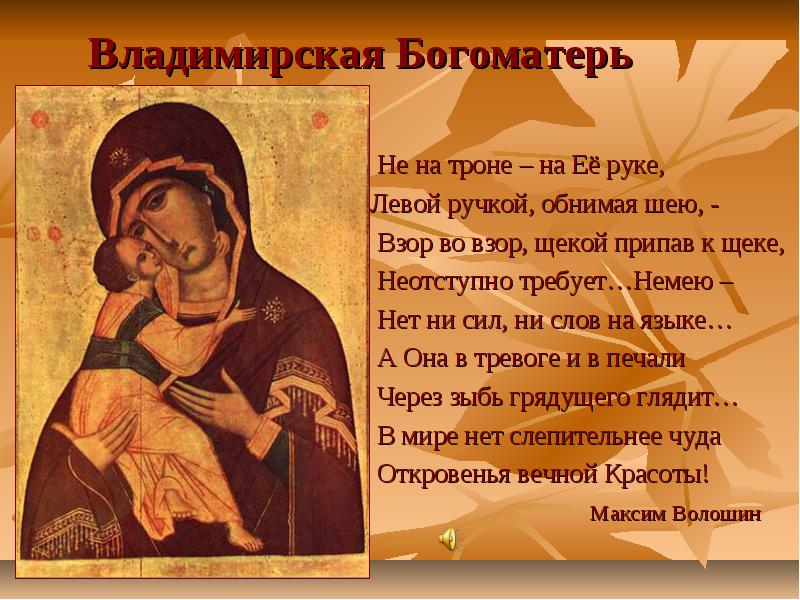 Владимирская Богоматерь
Не на троне – на Её руке,
Левой ручкой, обнимая шею, -
Взор во взор, щекой припав к щеке,
Неотступно требует…Немею –
Нет ни сил, ни слов на языке…
А Она в тревоге и в печали
Через зыбь грядущего глядит…
В мире нет слепительнее чуда
Откровенья вечной Красоты!
Максим Волошин